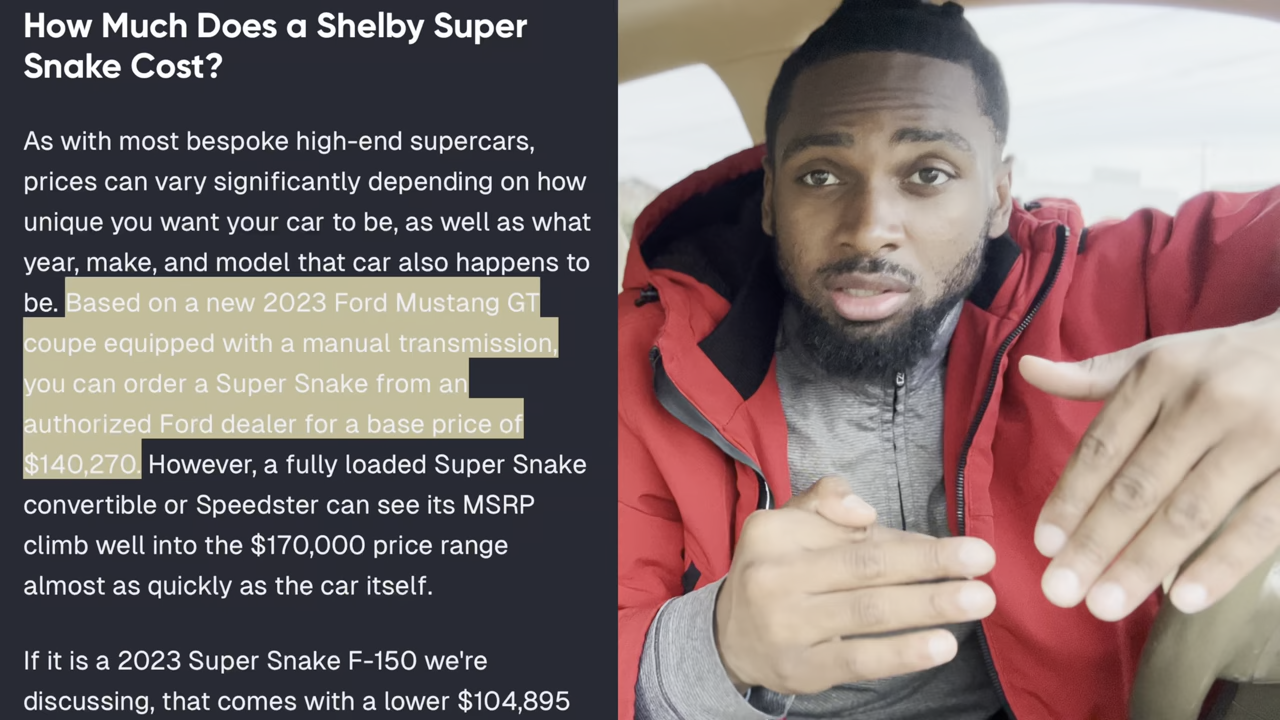 How Much Does a Shelby Super
Snake Cost?
As with most bespoke high-end supercars,
prices can vary significantly depending on how
unique you want your car to be, as well as what
year, make, and model that car also happens to
be. Based on a new 2023 Ford Mustang GT
coupe equipped with a manual transmission,
you can order a Super Snake from an
authorized Ford dealer for a base price of
$140,270. However, a fully loaded Super Snake
convertible or Speedster can see its MSRP
climb well into the $170,000 price range
almost as quickly as the car itself.
If it is a 2023 Super Snake F-150 we're
discussing, that comes with a lower $104,895